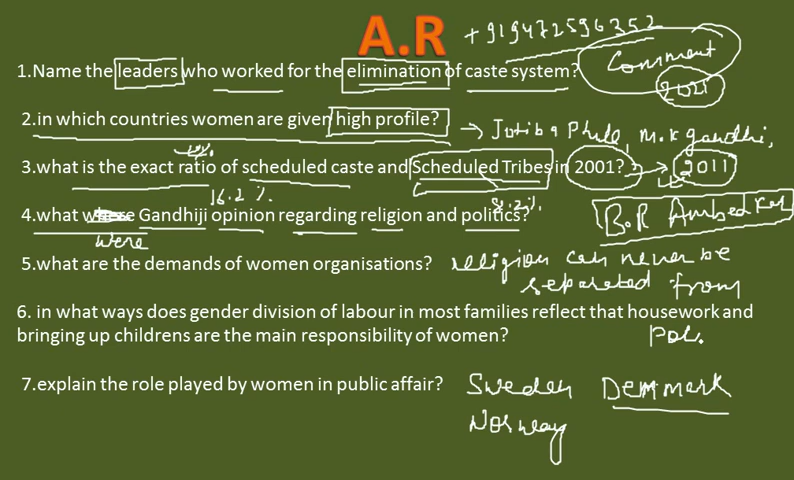 A.R +919472596352
1.Name the leaders who worked for the elimination of caste system? Comment
2021
2.in which countries women are given high profile?
→ Jotiba Phule, M.K gandhi,
3.what is the exact ratio of scheduled caste and Scheduled Tribes in 2001? → 2011
16.2 %.
4.what were Gandhiji opinion regarding religion and politics? B.R Ambedkar
were
5.what are the demands of women organisations? religion can never be
separated from
6. in what ways does gender division of labour in most families reflect that housework and
bringing up childrens are the main responsibility of women? Pol.
7.explain the role played by women in public affair? Sweden Denmark
Norway